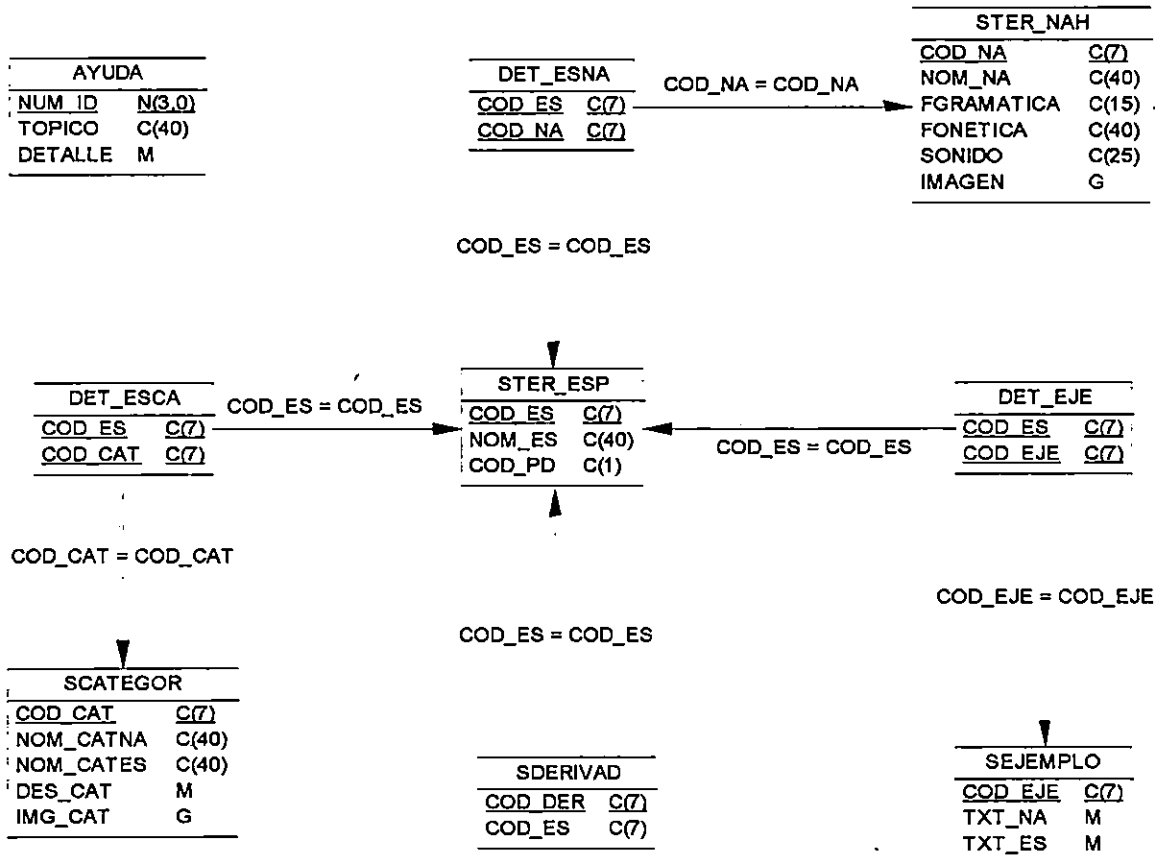 STER_NAH
COD_NA C(7)
NOM_NA C(40)
FGRAMATICA C(15)
FONETICA C(40)
SONIDO C(25)
IMAGEN G
AYUDA
NUM_ID N(3,0)
TOPICO C(40)
DETALLE M
DET_ESNA
COD_ES C(7)
COD_NA C(7)
COD_NA = COD_NA
COD_ES = COD_ES
DET_ESCA
COD_ES C(7)
COD_CAT C(7)
COD_ES = COD_ES
STER_ESP
COD_ES C(7)
NOM_ES C(40)
COD_PD C(1)
COD_ES = COD_ES
DET_EJE
COD_ES C(7)
COD_EJE C(7)
COD_CAT = COD_CAT
COD_EJE = COD_EJE
COD_ES = COD_ES
SCATEGOR
COD_CAT C(7)
NOM_CATNA C(40)
NOM_CATES C(40)
DES_CAT M
IMG_CAT G
SDERIVAD
COD_DER C(7)
COD_ES C(7)
SEJEMPLO
COD_EJE C(7)
TXT_NA M
TXT_ES M